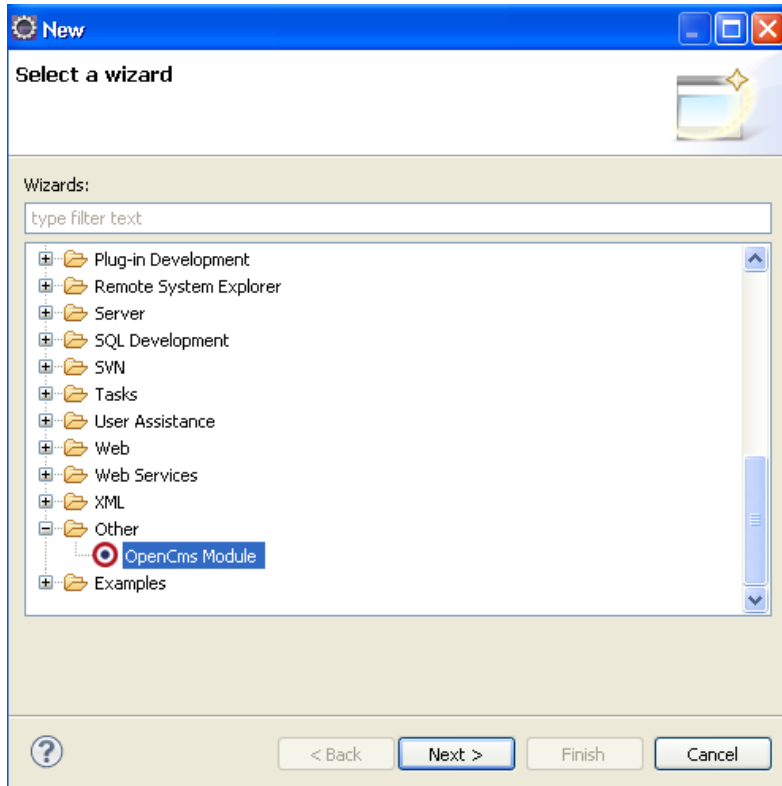 New
Select a wizard
Wizards:
type filter text
Plug-in Development
Remote System Explorer
Server
SQL Development
SVN
Tasks
User Assistance
Web
Web Services
XML
Other
OpenCms Module
Examples
? < Back Next > Finish Cancel